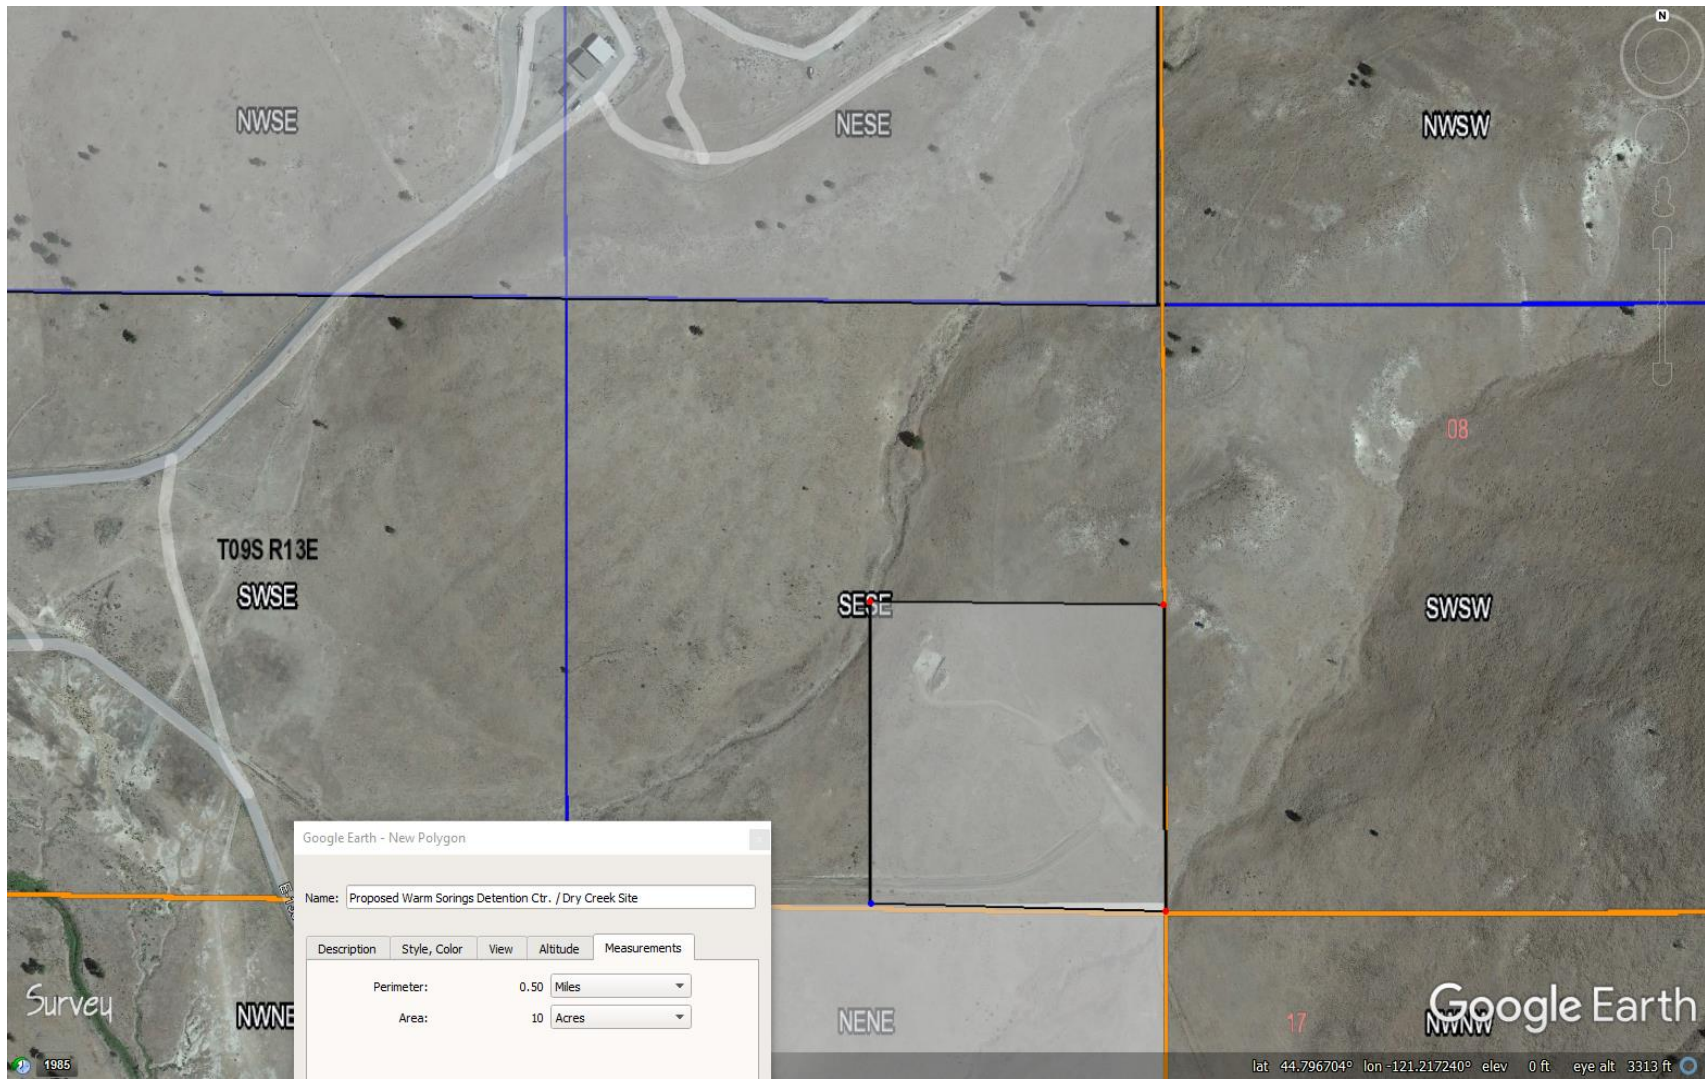 N
NWSE
NESE
NWSW
08
T09S R13E
SWSE
SESE
SWSW
Google Earth - New Polygon
Name: Proposed Warm Sorings Detention Ctr. / Dry Creek Site
Description Style, Color View Altitude Measurements
Perimeter: 0.50 Miles
Area: 10 Acres
Survey
NWNE
NENE
17
NWNW
Google Earth
1985
lat 44.796704° lon -121.217240° elev 0 ft eye alt 3313 ft